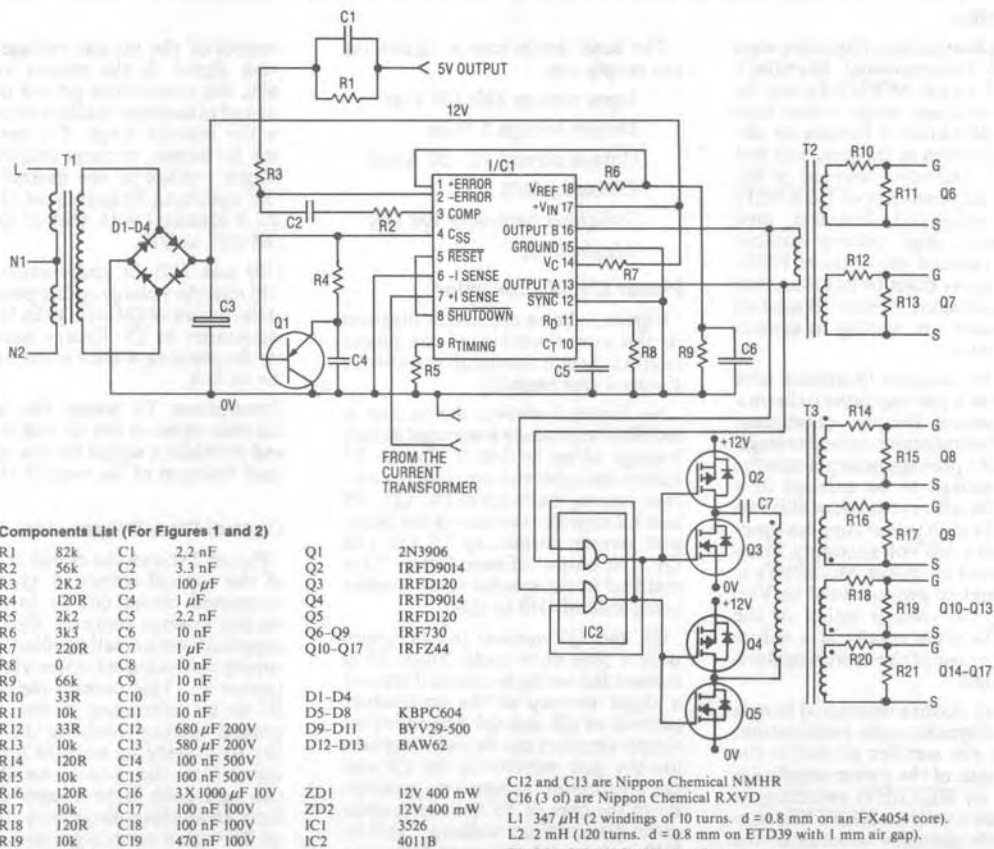 C1
R1
5V OUTPUT
12V
L
T1
N1
N2
D1–D4
C3
R3
C2
R2
R4
Q1
C4
0V
I/C1
1 +ERROR
2 –ERROR
3 COMP
4 CSS
5 RESET
6 –I SENSE
7 +I SENSE
8 SHUTDOWN
9 RTIMING
VREF 18
+VIN 17
OUTPUT B 16
GROUND 15
VC 14
OUTPUT A 13
SYNC 12
RD 11
CT 10
R6
R7
R5
C5
R8
R9
C6
FROM THE
CURRENT
TRANSFORMER
T2
R10
G
R11
Q6
S
R12
G
R13
Q7
S
T3
R14
G
R15
Q8
S
R16
G
R17
Q9
S
R18
G
R19
Q10–Q13
S
R20
G
R21
Q14–Q17
S
+12V
Q2
C7
Q3
0V
+12V
Q4
Q5
0V
IC2
Components List (For Figures 1 and 2)
R1 82k C1 2.2 nF Q1 2N3906
R2 56k C2 3.3 nF Q2 IRFD9014
R3 2K2 C3 100 µF Q3 IRFD120
R4 120R C4 1 µF Q4 IRFD9014
R5 2k2 C5 2.2 nF Q5 IRFD120
R6 3k3 C6 10 nF Q6–Q9 IRF730
R7 220R C7 1 µF Q10–Q17 IRFZ44
R8 C8 10 nF
R9 66k C9 10 nF
R10 33R C10 10 nF D1–D4
R11 10k C11 10 nF D5–D8 KBPC604
R12 33R C12 680 µF 200V D9–D11 BYV29-500
R13 10k C13 580 µF 200V D12–D13 BAW62
R14 120R C14 100 nF 500V
R15 10k C15 100 nF 500V
R16 120R C16 3 X 1000 µF 10V ZD1 12V 400 mW
R17 10k C17 100 nF 100V ZD2 12V 400 mW
R18 120R C18 100 nF 100V IC1 3526
R19 10k C19 470 nF 100V IC2 4011B
C12 and C13 are Nippon Chemical NMHR
C16 (3 of) are Nippon Chemical RXVD
L1 347 µH (2 windings of 10 turns. d = 0.8 mm on an FX4054 core).
L2 2 mH (120 turns. d = 0.8 mm on ETD39 with 1 mm air gap).